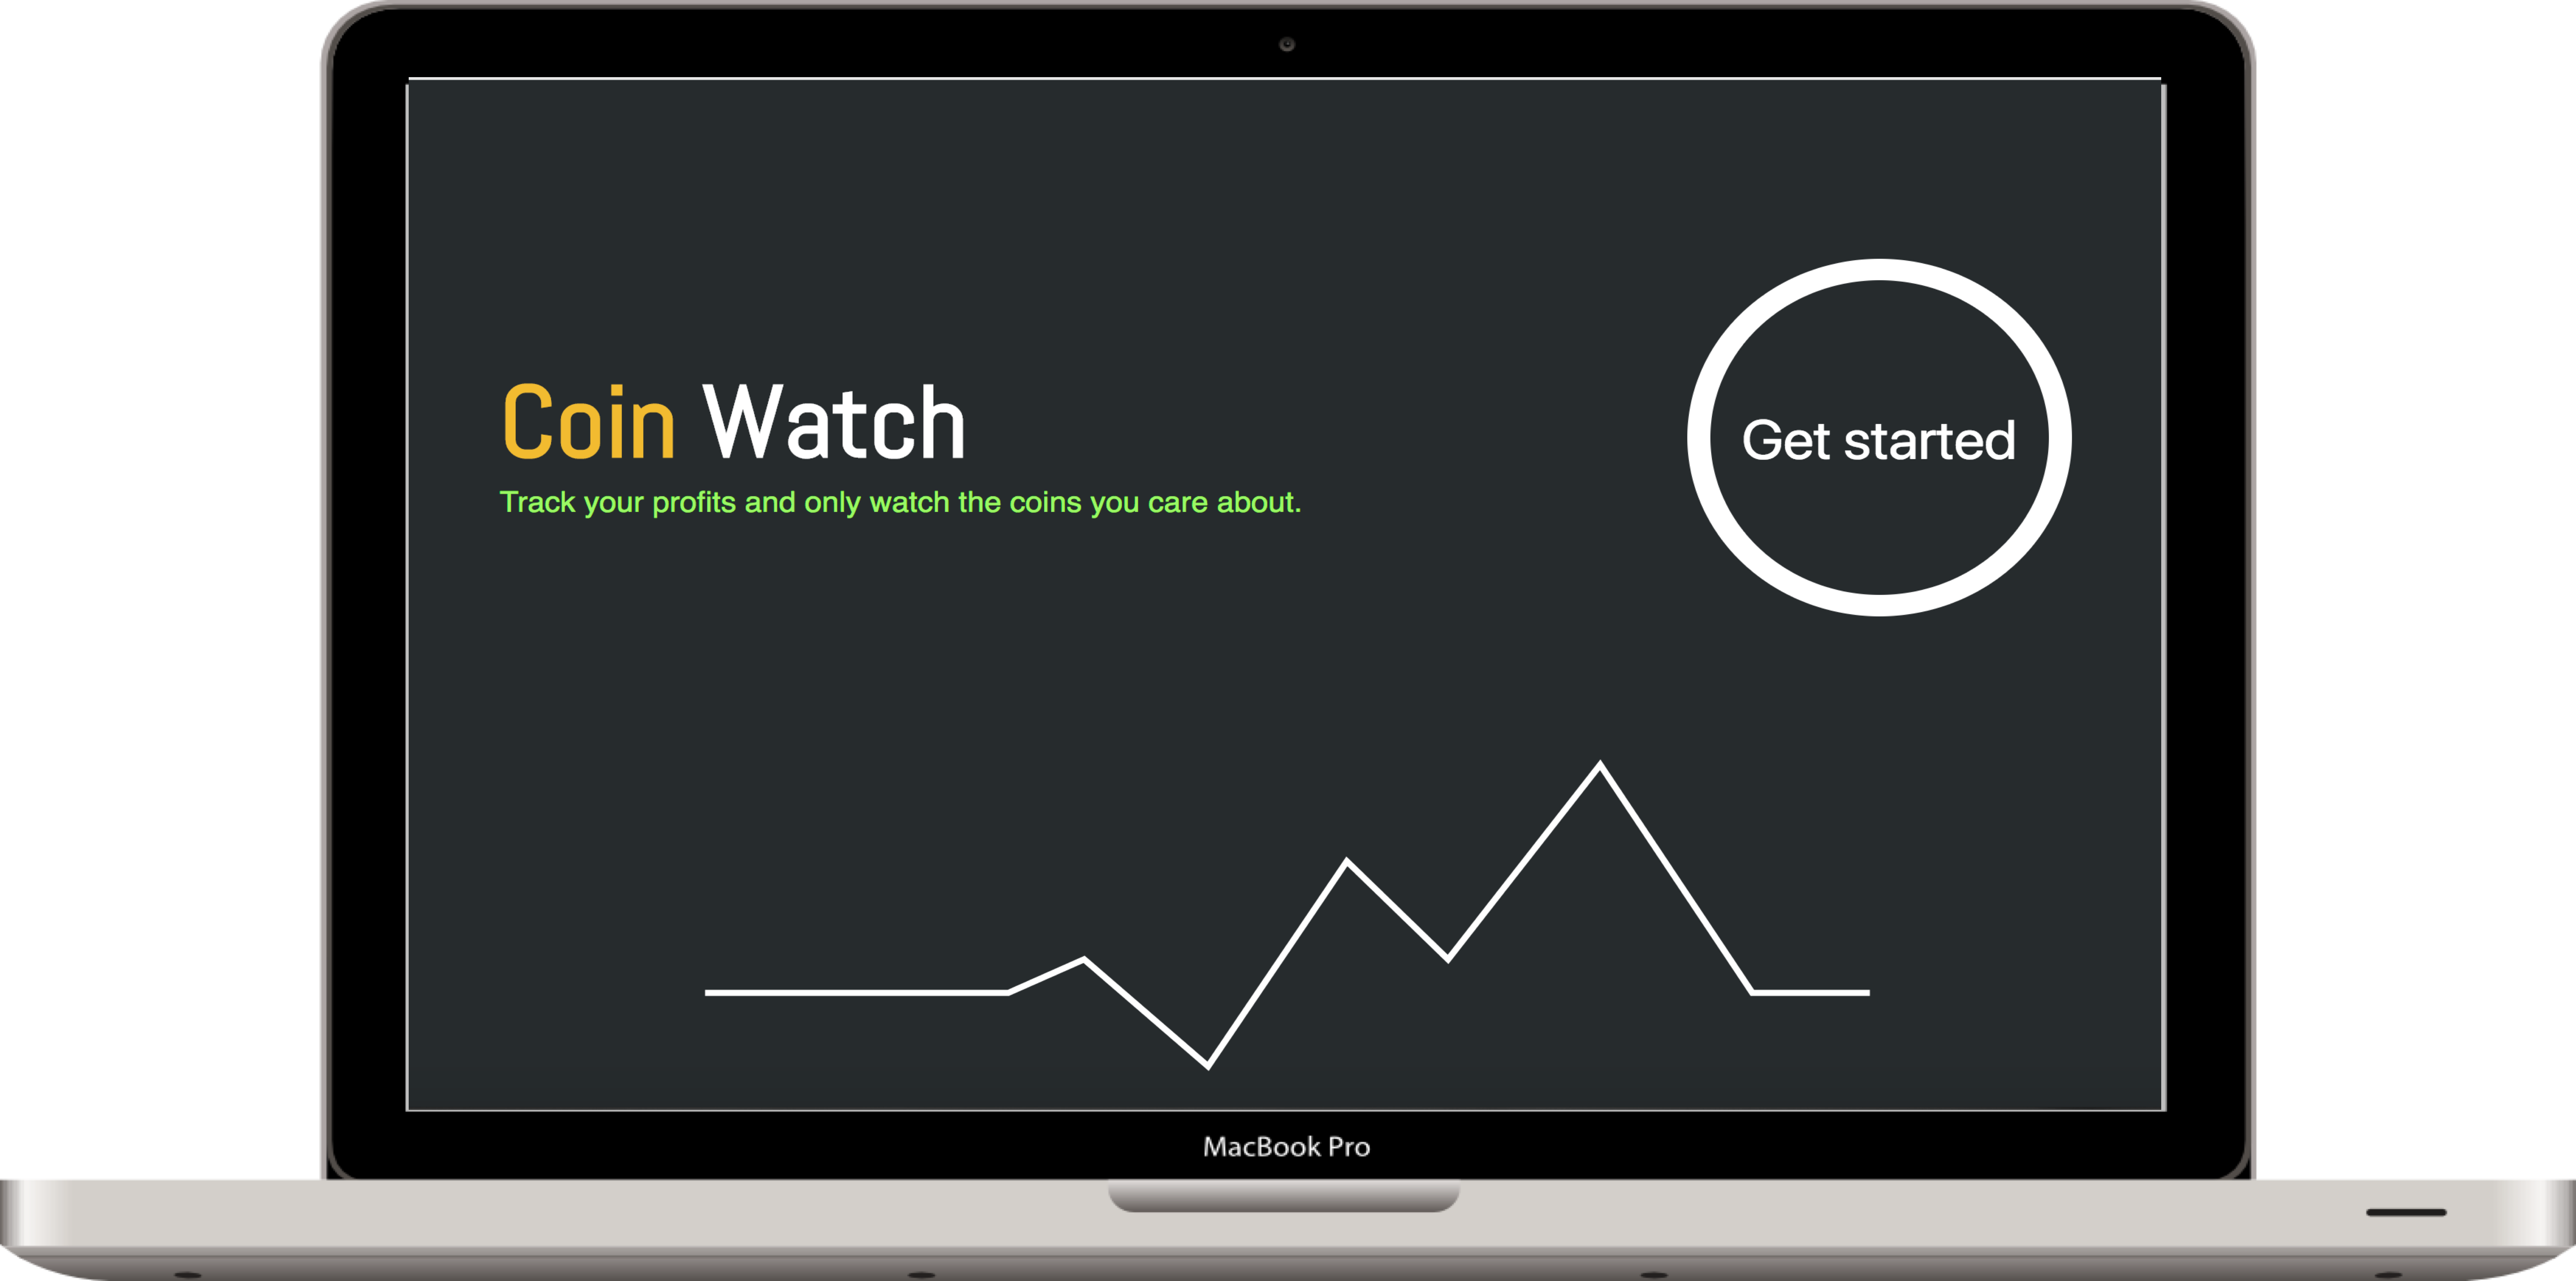 Coin Watch
Track your profits and only watch the coins you care about.
Get started
MacBook Pro